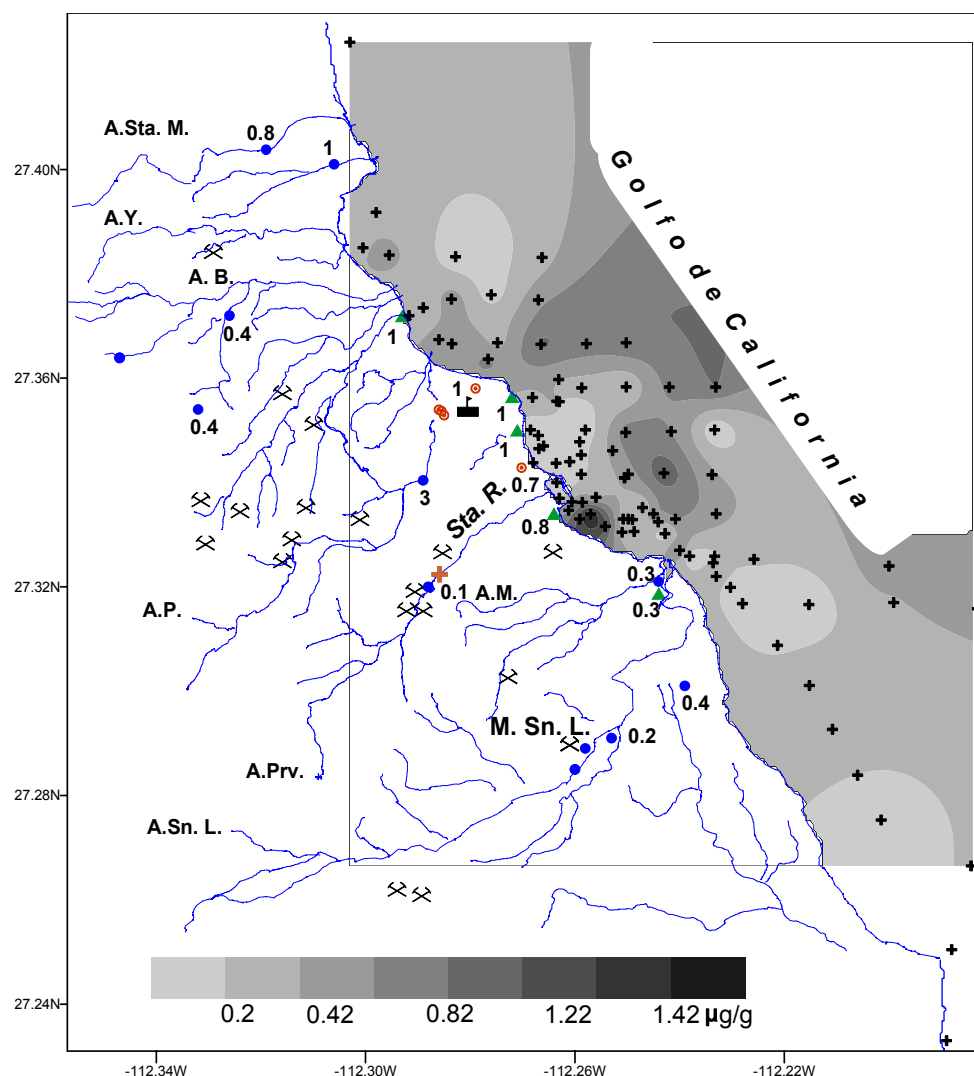 A.Sta. M.
0.8
1
27.40N
A.Y.
Golfo de California
A. B.
0.4
1
27.36N
1
0.4
1
1
3
0.7
Sta. R.
0.8
27.32N
0.1
A.M.
0.3
0.3
A.P.
0.4
M. Sn. L.
0.2
A.Prv.
27.28N
A.Sn. L.
27.24N
0.2 0.42 0.82 1.22 1.42 µg/g
-112.34W -112.30W -112.26W -112.22W